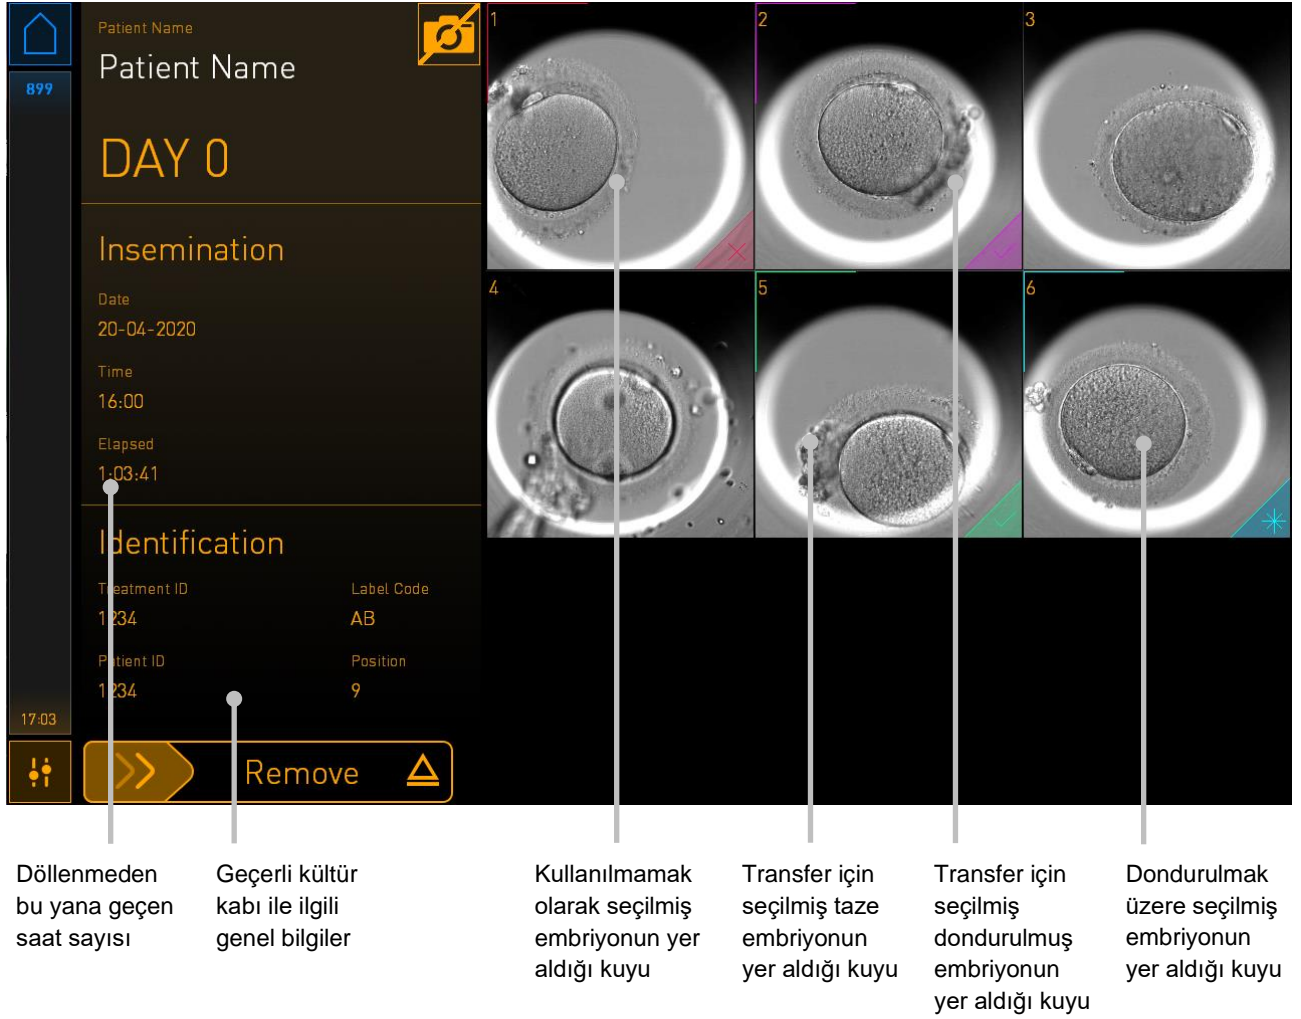 Patient Name
Patient Name
DAY 0
899
Insemination
Date
20-04-2020
Time
16:00
Elapsed
1:03:41
Identification
Treatment ID
Label Code
1234
AB
Patient ID
Position
1234
9
17:03
Remove
1
2
3
4
5
6
Döllenmeden
bu yana geçen
saat sayısı
Geçerli kültür
kabı ile ilgili
genel bilgiler
Kullanılmamak
olarak seçilmiş
embriyonun yer
aldığı kuyu
Transfer için
seçilmiş taze
embriyonun
yer aldığı kuyu
Transfer için
seçilmiş
dondurulmuş
embriyonun
yer aldığı kuyu
Dondurulmak
üzere seçilmiş
embriyonun
yer aldığı kuyu